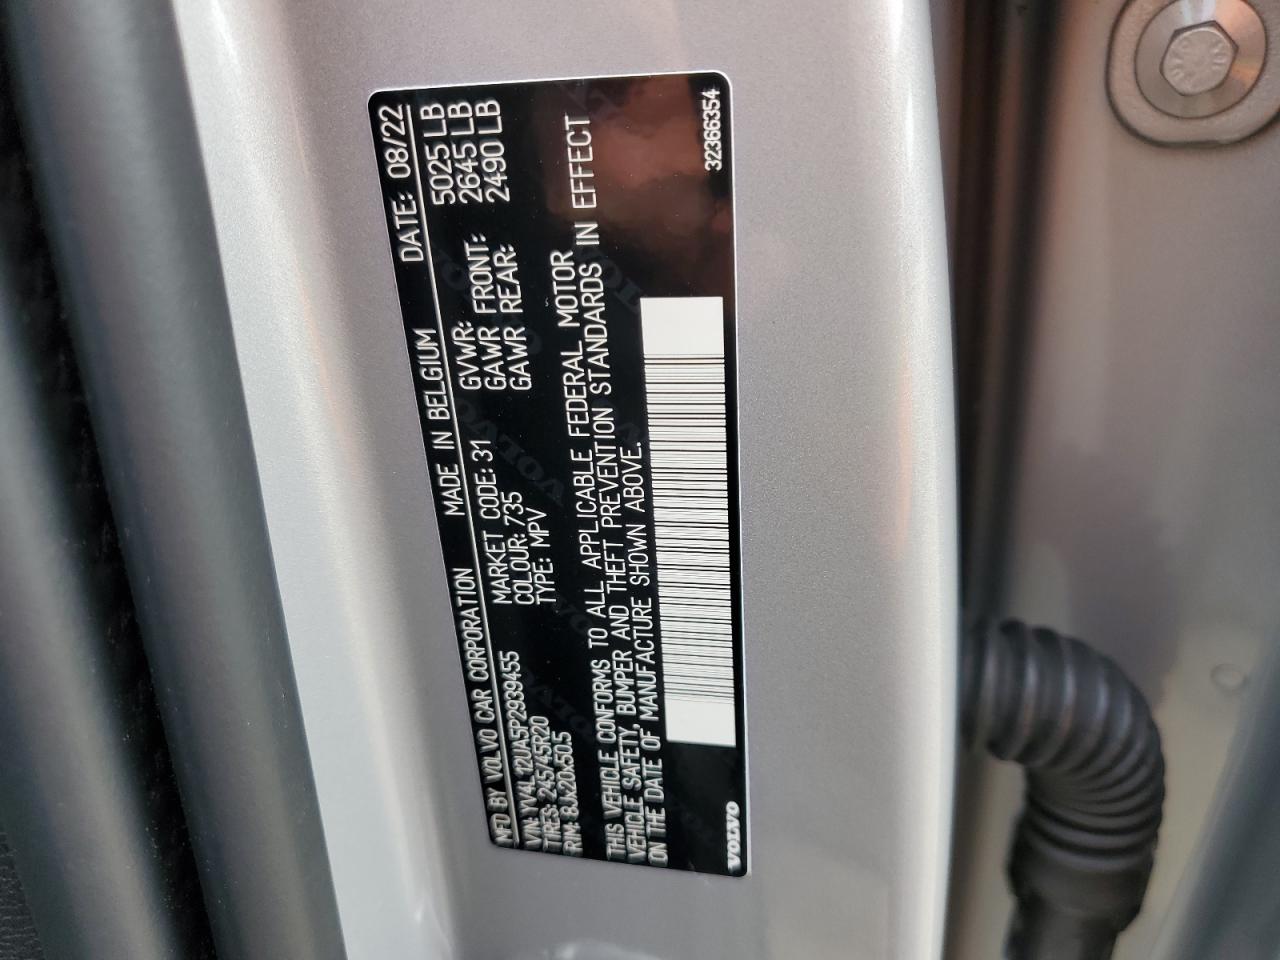 MFD BY VOLVO CAR CORPORATION MADE IN BELGIUM DATE: 08/22
VIN: YV4L12UA5P2939455 MARKET CODE: 31 GVWR: 5025 LB
TIRES: 245/45R20 COLOUR: 735 GAWR FRONT: 2645 LB
RIM: 8Jx20x50.5 TYPE: MPV GAWR REAR: 2490 LB
THIS VEHICLE CONFORMS TO ALL APPLICABLE FEDERAL MOTOR
VEHICLE SAFETY, BUMPER AND THEFT PREVENTION STANDARDS IN EFFECT
ON THE DATE OF MANUFACTURE SHOWN ABOVE.
VOLVO 32366354